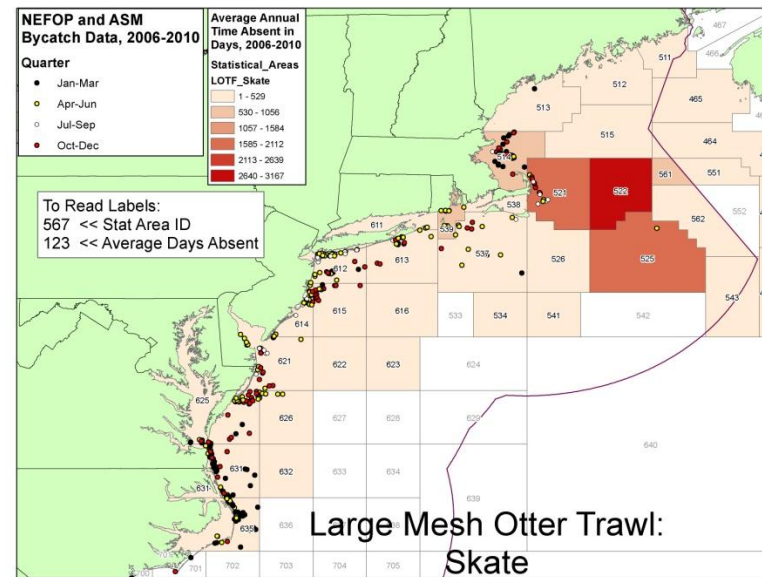 NEFOP and ASM
Bycatch Data, 2006-2010
Quarter
Jan-Mar
Apr-Jun
Jul-Sep
Oct-Dec
Average Annual
Time Absent in
Days, 2006-2010
Statistical_Areas
LOTF_Skate
1 - 529
530 - 1056
1057 - 1584
1585 - 2112
2113 - 2639
2640 - 3167
To Read Labels:
567 << Stat Area ID
123 << Average Days Absent
467
511
466
512
513
465
515
464
514
561
551
521
522
562
552
538
611
539
537
526
525
613
612
543
533
534
541
542
615
616
614
621
622
623
624
625
626
627
628
629
640
631
632
633
634
631
639
635
636
Large Mesh Otter Trawl:
Skate
700
701
702
703
704
705